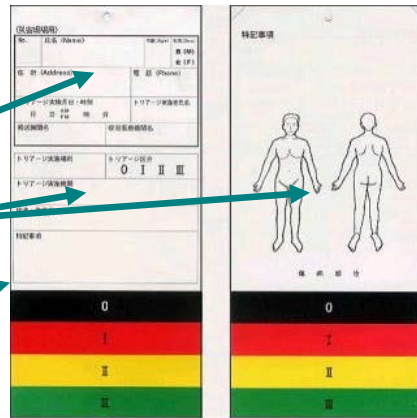 (災害現場用)
No. 氏名 (Name) 年齢(Age) 性別(Sex)
男 (M)
女 (F)
住 所 (Address) 電 話 (Phone)
トリアージ実施月日・時刻 トリアージ実施者氏名
月 日 AM PM 時 分
搬送機関名 収容医療機関名
トリアージ実施場所 トリアージ区分
0 I II III
トリアージ実施機関
特記事項
0
I
II
III
特記事項
傷 病 部 位
0
I
II
III